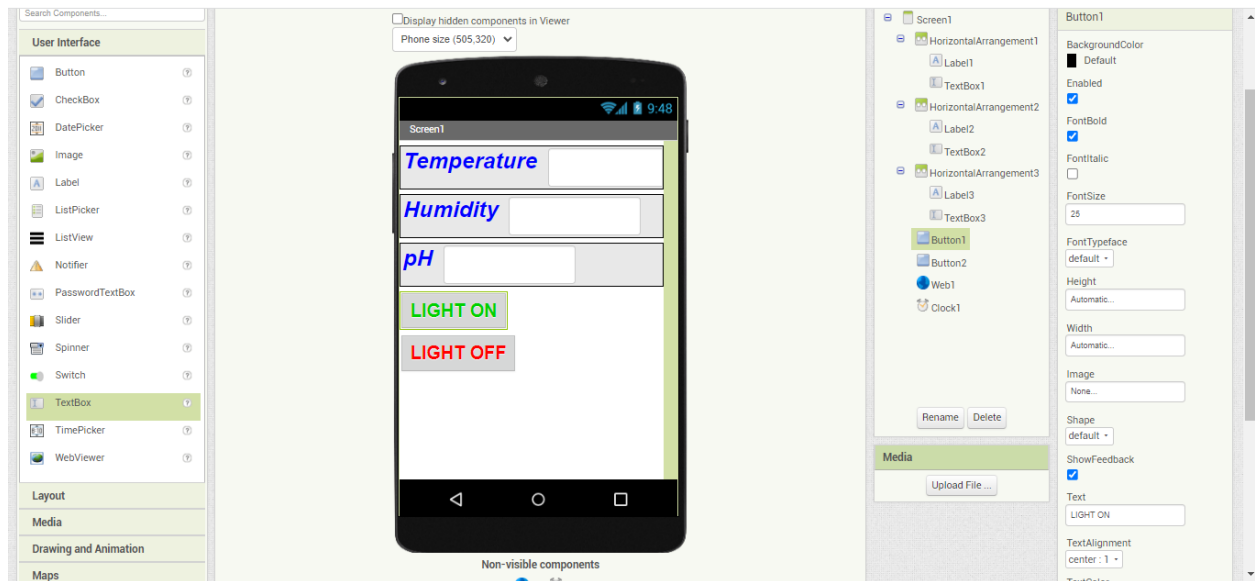 Search Components...
User Interface
Button
CheckBox
DatePicker
Image
Label
ListPicker
ListView
Notifier
PasswordTextBox
Slider
Spinner
Switch
TextBox
TimePicker
WebViewer
Layout
Media
Drawing and Animation
Maps
Display hidden components in Viewer
Phone size (505,320)
9:48
Screen1
Temperature
Humidity
pH
LIGHT ON
LIGHT OFF
Non-visible components
Screen1
HorizontalArrangement1
Label1
TextBox1
HorizontalArrangement2
Label2
TextBox2
HorizontalArrangement3
Label3
TextBox3
Button1
Button2
Web1
Clock1
Rename Delete
Media
Upload File ...
Button1
BackgroundColor
Default
Enabled
FontBold
FontItalic
FontSize
25
FontTypeface
default
Height
Automatic...
Width
Automatic...
Image
None...
Shape
default
ShowFeedback
Text
LIGHT ON
TextAlignment
center : 1
TextColor